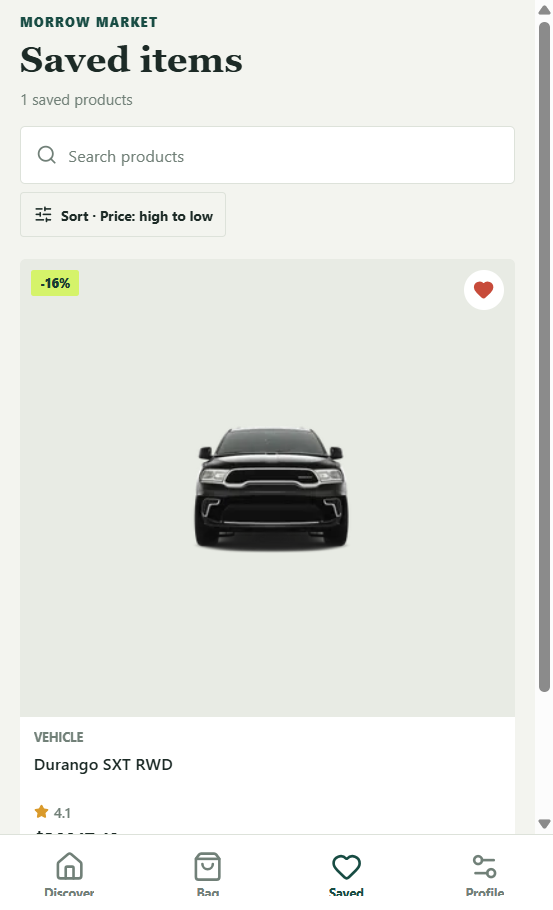 MORROW MARKET
Saved items
1 saved products
Search products
Sort · Price: high to low
-16%
VEHICLE
Durango SXT RWD
4.1
Discover
Bag
Saved
Profile